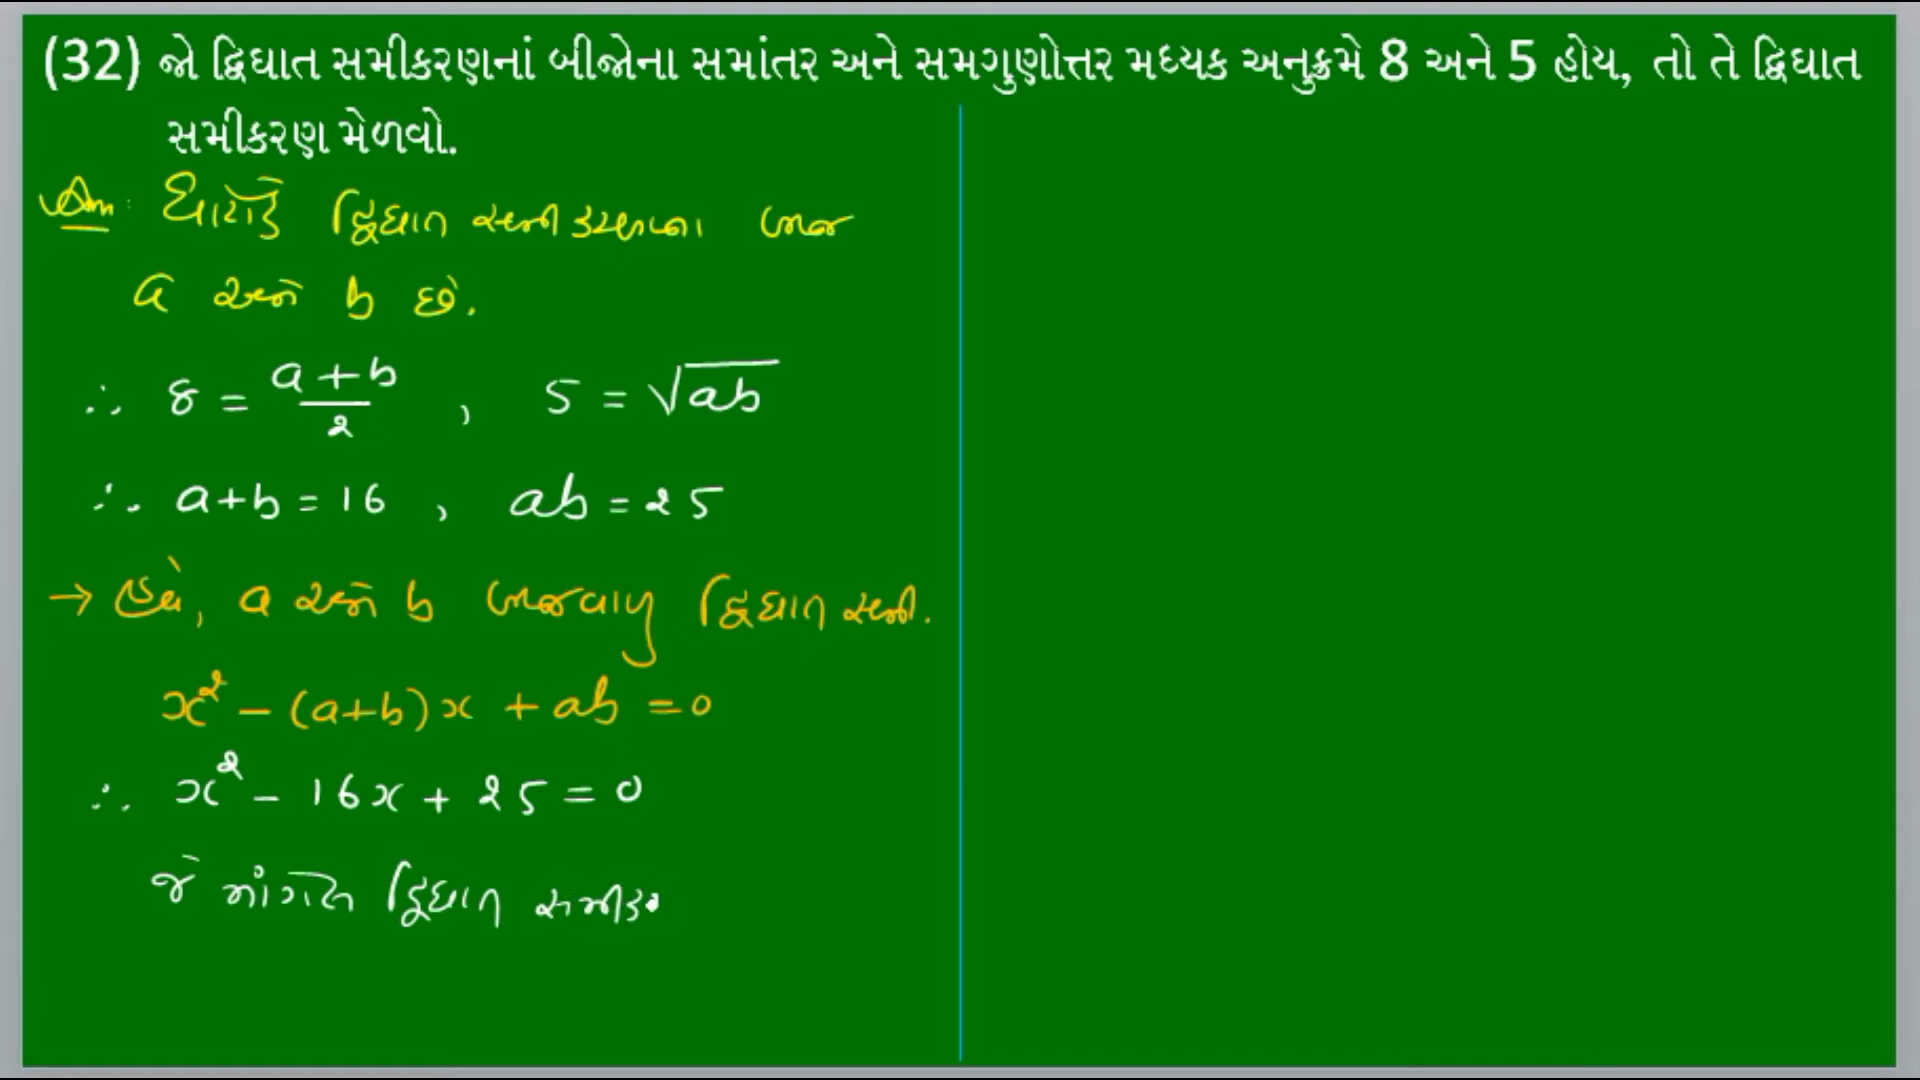 (32) જો દ્વિઘાત સમીકરણનાં બીજોના સમાંતર અને સમગુણોત્તર મધ્યક અનુક્રમે 8 અને 5 હોય, તો તે દ્વિઘાત
સમીકરણ મેળવો.
Ans: ધારોકે દ્વિઘાત સમીકરણના બીજ
a અને b છે.
∴ 8 = (a+b)/2 , 5 = √ab
∴ a+b = 16 , ab = 25
→ હવે, a અને b બીજવાળુ દ્વિઘાત સમી.
x² - (a+b)x + ab = 0
∴ x² - 16x + 25 = 0
જે માંગેલ દ્વિઘાત સમીક